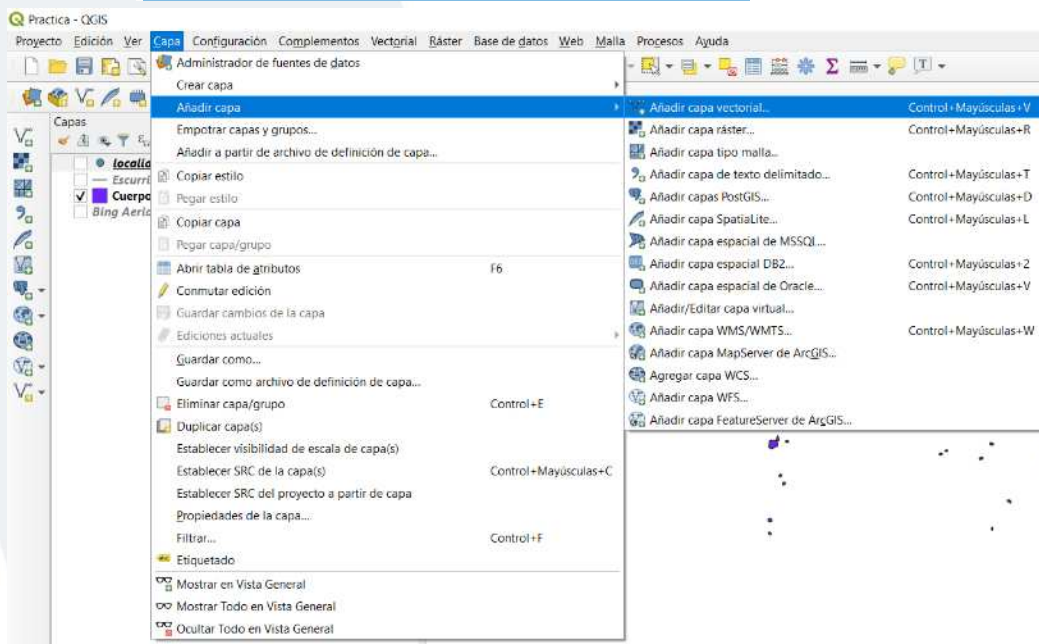 Practica - QGIS
Proyecto Edición Ver Capa Configuración Complementos Vectorial Ráster Base de datos Web Malla Procesos Ayuda
Administrador de fuentes de datos
Crear capa
Añadir capa
Empotrar capas y grupos...
Añadir a partir de archivo de definición de capa...
Copiar estilo
Pegar estilo
Copiar capa
Pegar capa/grupo
Abrir tabla de atributos F6
Conmutar edición
Guardar cambios de la capa
Ediciones actuales
Guardar como...
Guardar como archivo de definición de capa...
Eliminar capa/grupo Control+E
Duplicar capa(s)
Establecer visibilidad de escala de capa(s)
Establecer SRC de la capa(s) Control+Mayúsculas+C
Establecer SRC del proyecto a partir de capa
Propiedades de la capa...
Filtrar... Control+F
Etiquetado
Mostrar en Vista General
Mostrar Todo en Vista General
Ocultar Todo en Vista General
Añadir capa vectorial... Control+Mayúsculas+V
Añadir capa ráster... Control+Mayúsculas+R
Añadir capa tipo malla...
Añadir capa de texto delimitado... Control+Mayúsculas+T
Añadir capas PostGIS... Control+Mayúsculas+D
Añadir capa SpatiaLite... Control+Mayúsculas+L
Añadir capa espacial de MSSQL...
Añadir capa espacial DB2... Control+Mayúsculas+2
Añadir capa espacial de Oracle... Control+Mayúsculas+V
Añadir/Editar capa virtual...
Añadir capa WMS/WMTS... Control+Mayúsculas+W
Añadir capa MapServer de ArcGIS...
Agregar capa WCS...
Añadir capa WFS...
Añadir capa FeatureServer de ArcGIS...
Capas
localid
Escurri
Cuerpo
Bing Aeria